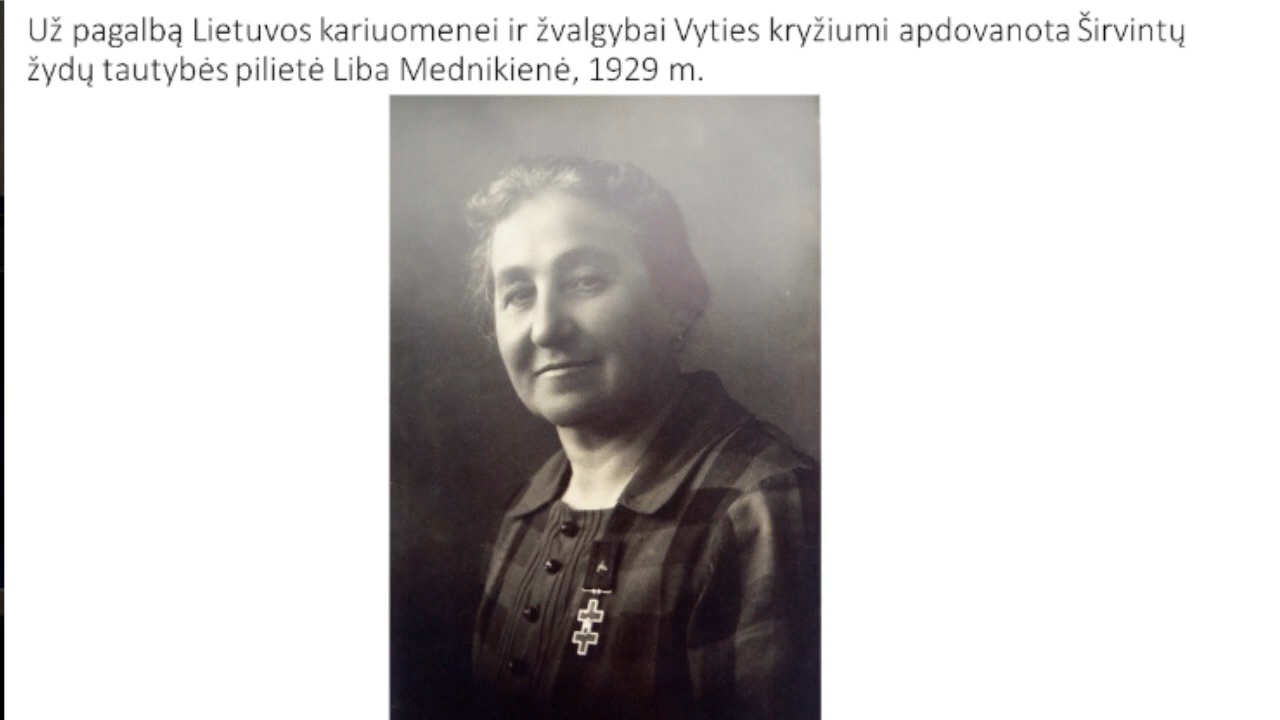 Už pagalbą Lietuvos kariuomenei ir žvalgybai Vyties kryžiumi apdovanota Širvintų
žydų tautybės pilietė Liba Mednikienė, 1929 m.